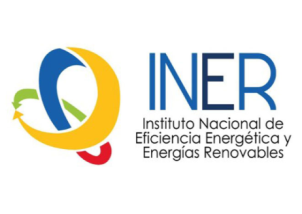 INER
Instituto Nacional de
Eficiencia Energética y
Energías Renovables